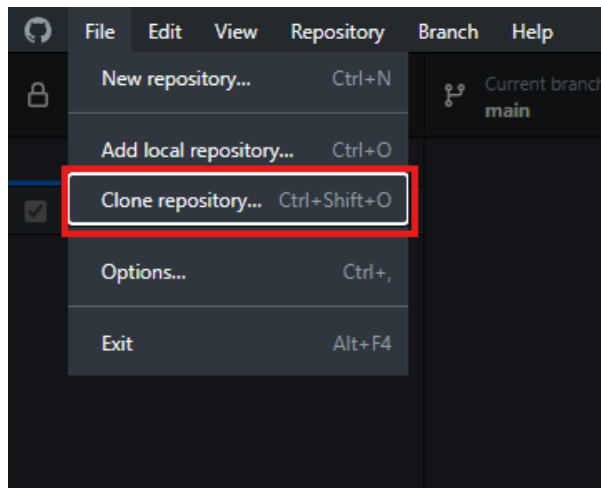 File Edit View Repository Branch Help
New repository... Ctrl+N
Current branch
main
Add local repository... Ctrl+O
Clone repository... Ctrl+Shift+O
Options... Ctrl+,
Exit Alt+F4